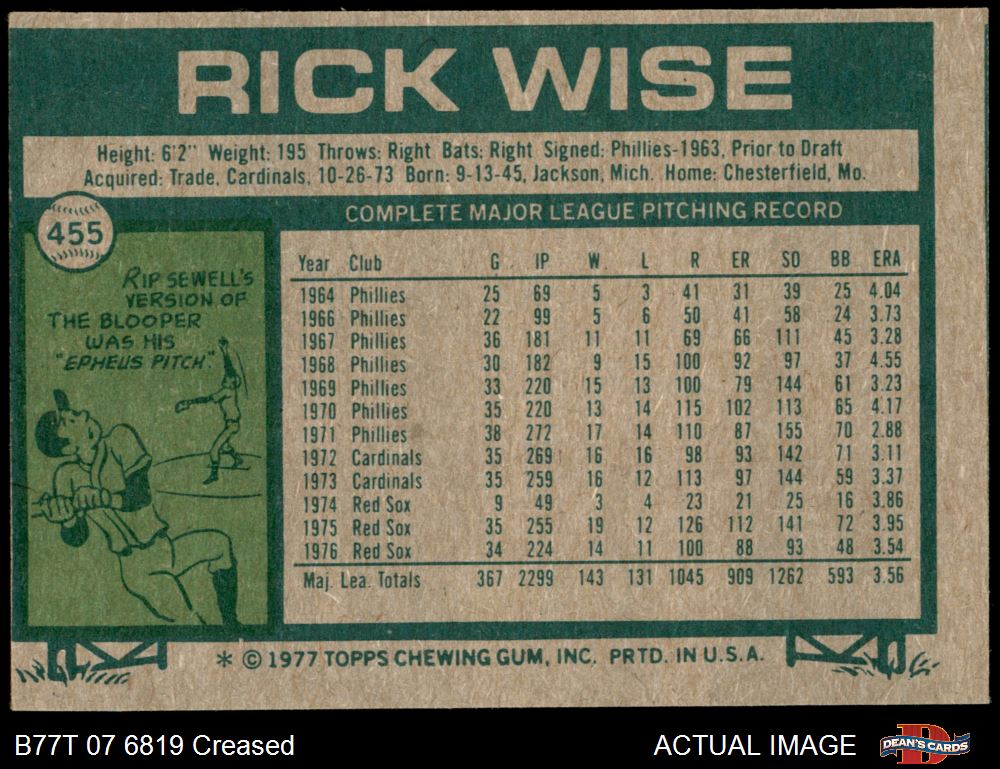 RICK WISE
Height: 6'2" Weight: 195 Throws: Right Bats: Right Signed: Phillies-1963, Prior to Draft
Acquired: Trade, Cardinals, 10-26-73 Born: 9-13-45, Jackson, Mich. Home: Chesterfield, Mo.
455
RIP SEWELL'S
VERSION OF
THE BLOOPER
WAS HIS
"EPHEUS PITCH".
COMPLETE MAJOR LEAGUE PITCHING RECORD
Year Club G IP W L R ER SO BB ERA
1964 Phillies 25 69 5 3 41 31 39 25 4.04
1966 Phillies 22 99 5 6 50 41 58 24 3.73
1967 Phillies 36 181 11 11 69 66 111 45 3.28
1968 Phillies 30 182 9 15 100 92 97 37 4.55
1969 Phillies 33 220 15 13 100 79 144 61 3.23
1970 Phillies 35 220 13 14 115 102 113 65 4.17
1971 Phillies 38 272 17 14 110 87 155 70 2.88
1972 Cardinals 35 269 16 16 98 93 142 71 3.11
1973 Cardinals 35 259 16 12 113 97 144 59 3.37
1974 Red Sox 9 49 3 4 23 21 25 16 3.86
1975 Red Sox 35 255 19 12 126 112 141 72 3.95
1976 Red Sox 34 224 14 11 100 88 93 48 3.54
Maj. Lea. Totals 367 2299 143 131 1045 909 1262 593 3.56
* © 1977 TOPPS CHEWING GUM, INC. PRTD. IN U.S.A.
B77T 07 6819 Creased
ACTUAL IMAGE
DEAN'S CARDS